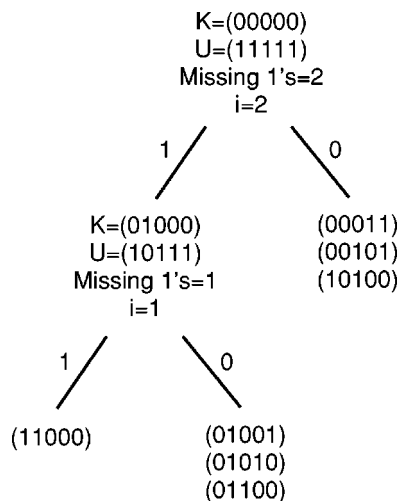 K=(00000)
U=(11111)
Missing 1's=2
i=2
1
0
K=(01000)
U=(10111)
Missing 1's=1
i=1
(00011)
(00101)
(10100)
1
0
(11000)
(01001)
(01010)
(01100)